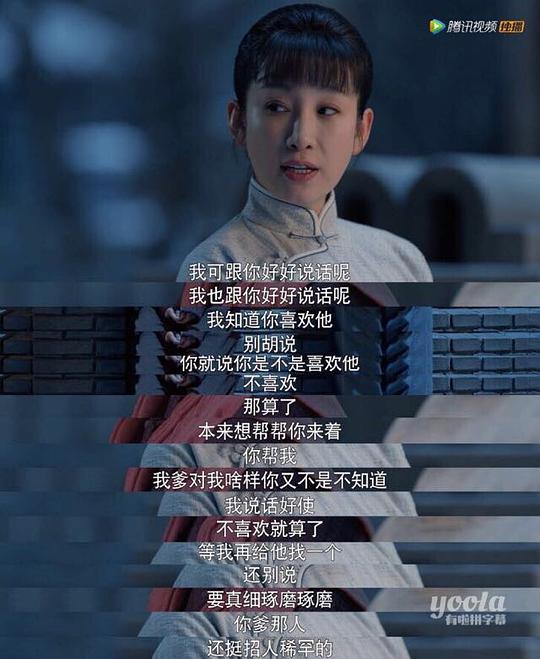 腾讯视频 独播
我可跟你好好说话呢
我也跟你好好说话呢
我知道你喜欢他
别胡说
你就说你是不是喜欢他
不喜欢
那算了
本来想帮帮你来着
你帮我
我爹对我啥样你又不是不知道
我说话好使
不喜欢就算了
等我再给他找一个
还别说
要真细琢磨琢磨
你爹那人
还挺招人稀罕的
yoola
有啦拼字幕